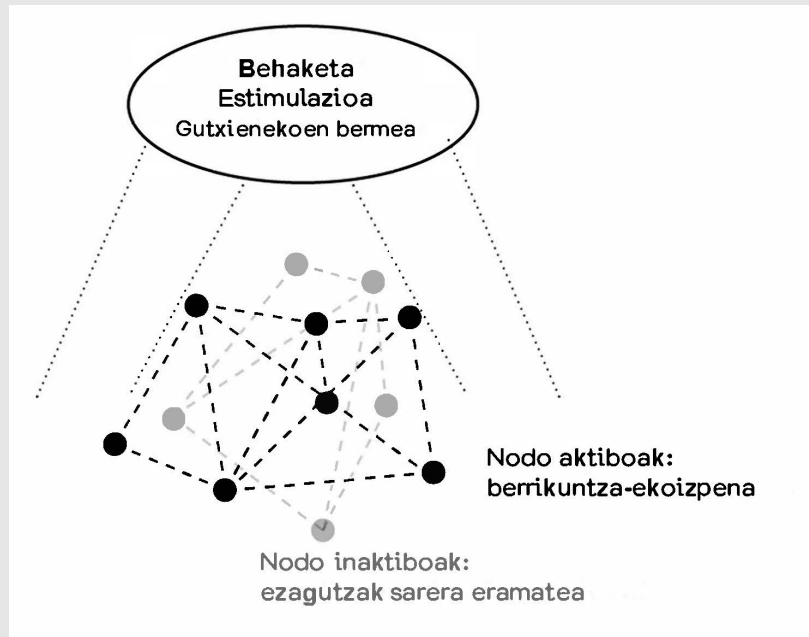 Behaketa
Estimulazioa
Gutxienekoen bermea
Nodo aktiboak:
berrikuntza-ekoizpena
Nodo inaktiboak:
ezagutzak sarera eramatea